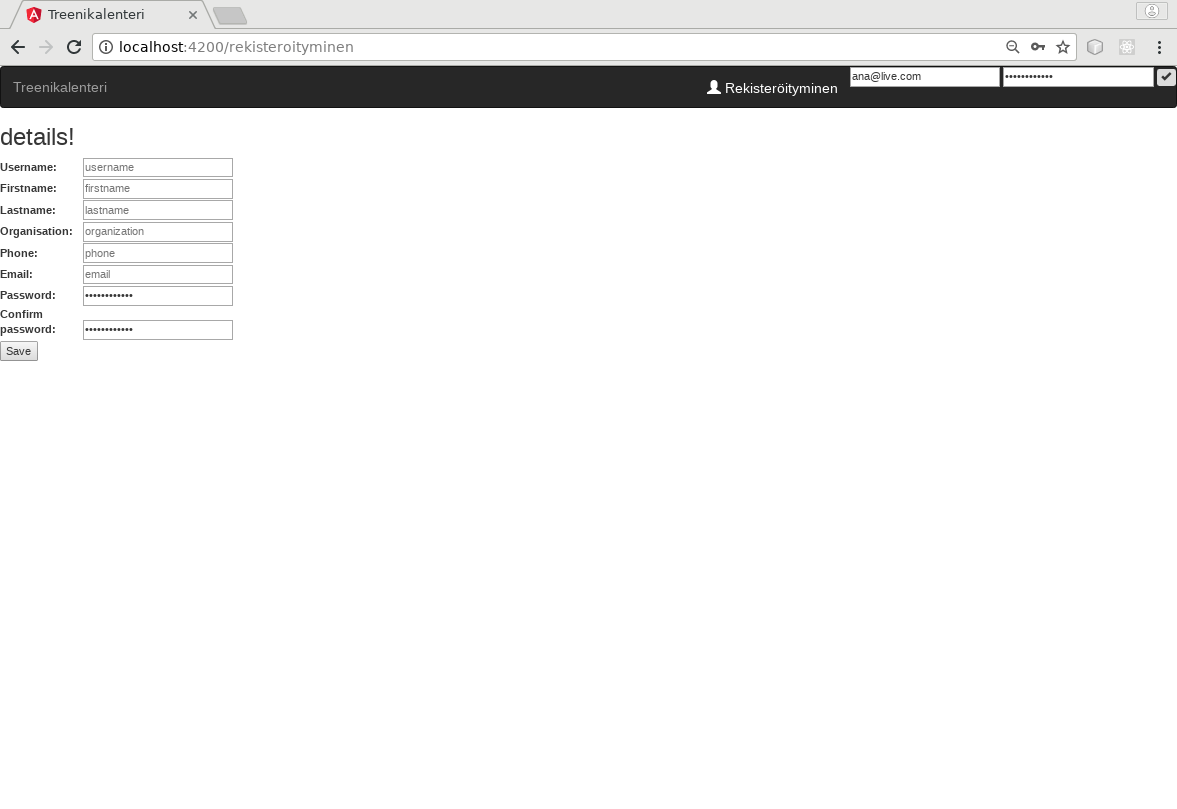 Treenikalenteri
localhost:4200/rekisteroityminen
Treenikalenteri
Rekisteröityminen
ana@live.com
••••••••••••
details!
Username: username
Firstname: firstname
Lastname: lastname
Organisation: organization
Phone: phone
Email: email
Password: ••••••••••••
Confirm
password: ••••••••••••
Save